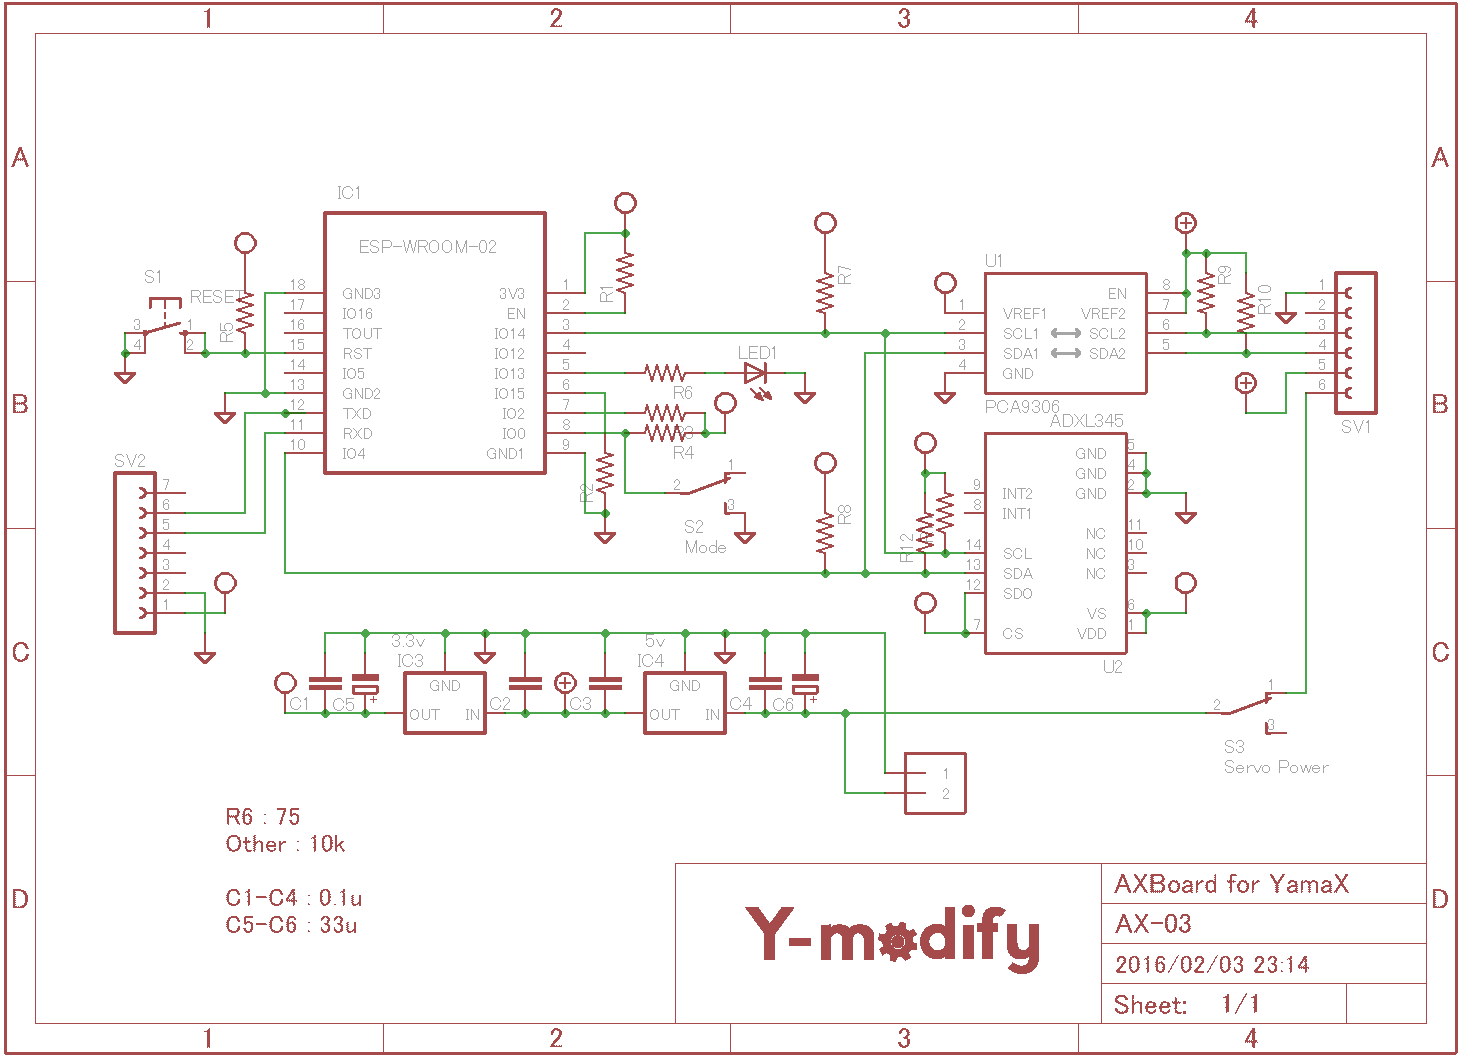 1 2 3 4
A A
B B
C C
D D
IC1
ESP-WROOM-02
18 GND3
17 IO16
16 TOUT
15 RST
14 IO5
13 GND2
12 TXD
11 RXD
10 IO4
3V3 1
EN 2
IO14 3
IO12 4
IO13 5
IO15 6
IO2 7
IO0 8
GND1 9
S1
RESET
3 1
4 2
R5
R1
R7
LED1
R6
R4
R2
S2
Mode
2 1 3
R8
U1
1 VREF1
2 SCL1
3 SDA1
4 GND
EN 8
VREF2 7
SCL2 6
SDA2 5
PCA9306
R9
R10
1
2
3
4
5
6
SV1
ADXL345
GND 5
GND 4
GND 2
9 INT2
8 INT1
NC 11
NC 10
NC 3
14 SCL
13 SDA
12 SDO
7 CS
VS 6
VDD 1
U2
R12
SV2
7
6
5
4
3
2
1
3.3v
IC3
GND
OUT IN
5v
IC4
GND
OUT IN
C1 C5 + C2 C3 C4 C6 +
1
2
2 1 3
S3
Servo Power
R6 : 75
Other : 10k
C1-C4 : 0.1u
C5-C6 : 33u
Y-modify
AXBoard for YamaX
AX-03
2016/02/03 23:14
Sheet: 1/1
1 2 3 4